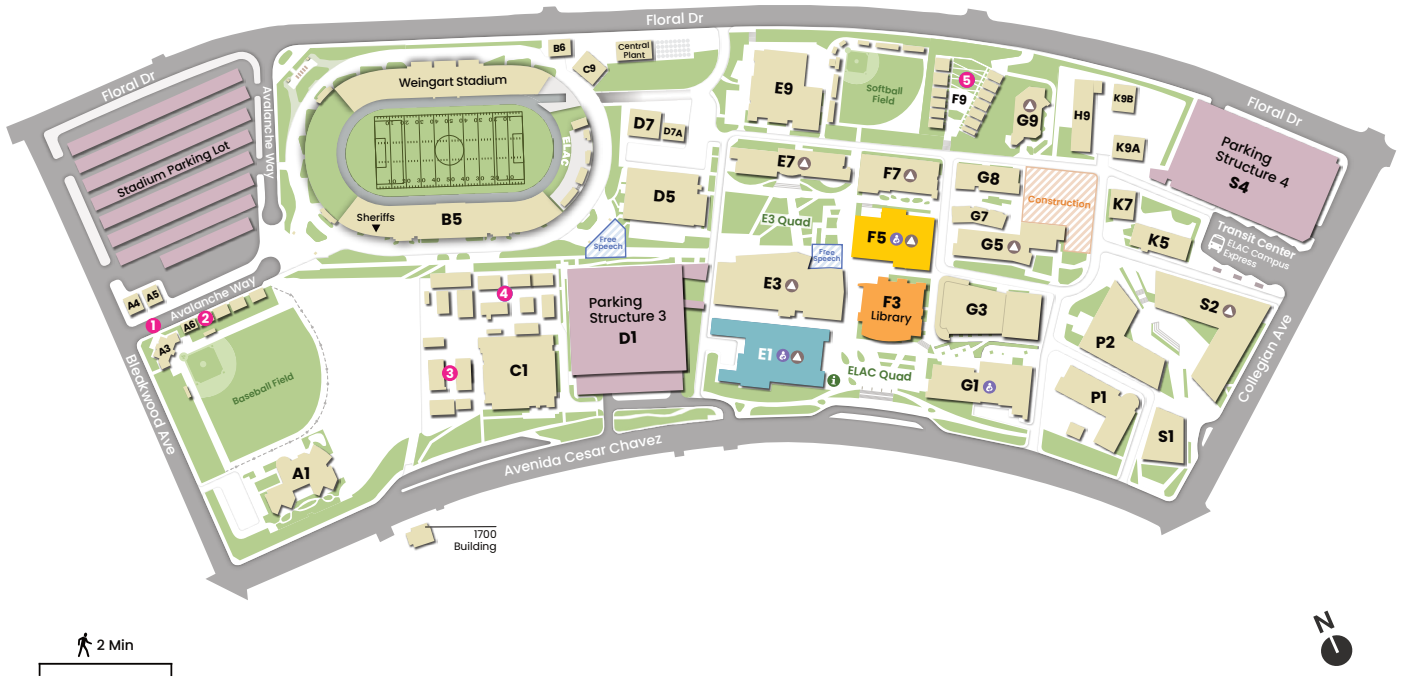 Floral Dr
Floral Dr
Floral Dr
B6
C9
Central
Plant
Weingart Stadium
E9
Softball
Field
5
F9
G9
H9
K9B
K9A
Avalanche Way
Stadium Parking Lot
ELAC
D7
D7A
Parking
Structure 4
S4
E7
F7
G8
Construction
K7
D5
Sheriffs
B5
E3 Quad
G7
G5
K5
Transit Center
ELAC Campus
Express
Free
Speech
Free
Speech
F5
A4
A5
Avalanche Way
1
A6
2
A3
4
Parking
Structure 3
D1
E3
F3
Library
G3
S2
P2
Bleakwood Ave
Baseball Field
3
C1
E1
i
ELAC Quad
G1
P1
S1
Collegian Ave
A1
Avenida Cesar Chavez
1700
Building
2 Min
N